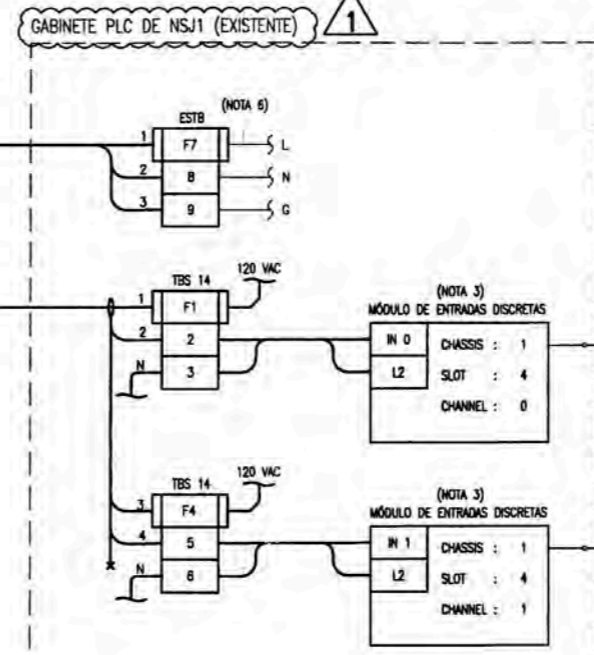 GABINETE PLC DE NSJ1 (EXISTENTE)
1
(NOTA 6)
ESTB
1 F7 L
2 8 N
3 9 G
TBS 14
120 VAC
1 F1
2 2
N 3
(NOTA 3)
MÓDULO DE ENTRADAS DISCRETAS
IN 0 CHASSIS : 1
L2 SLOT : 4
CHANNEL : 0
TBS 14
120 VAC
3 F4
4 5
N 6
(NOTA 3)
MÓDULO DE ENTRADAS DISCRETAS
IN 1 CHASSIS : 1
L2 SLOT : 4
CHANNEL : 1